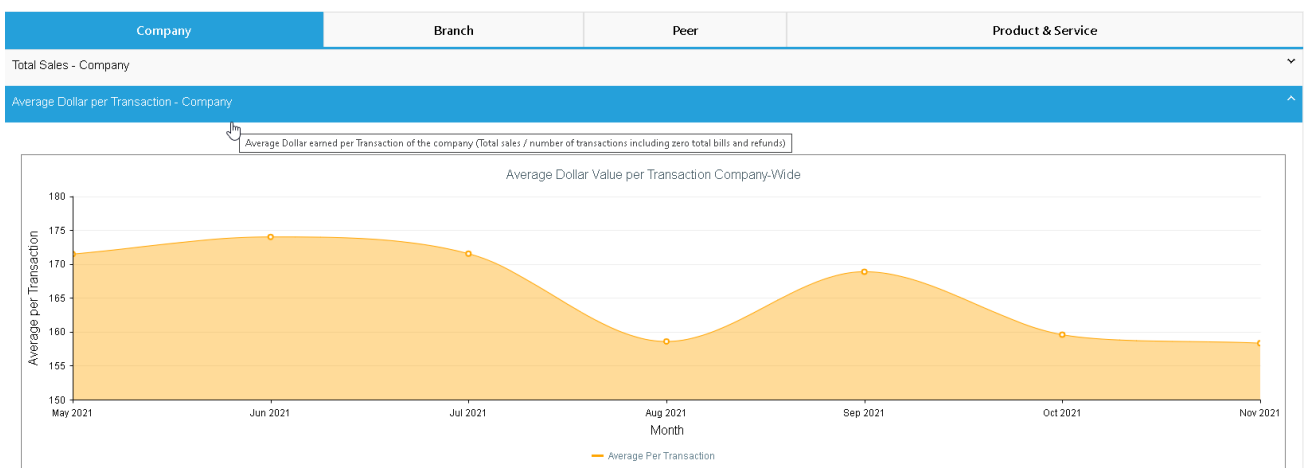 Company Branch Peer Product & Service
Total Sales - Company
Average Dollar per Transaction - Company
Average Dollar earned per Transaction of the company (Total sales / number of transactions including zero total bills and refunds)
Average Dollar Value per Transaction Company-Wide
Average per Transaction
180
175
170
165
160
155
150
May 2021 Jun 2021 Jul 2021 Aug 2021 Sep 2021 Oct 2021 Nov 2021
Month
Average Per Transaction